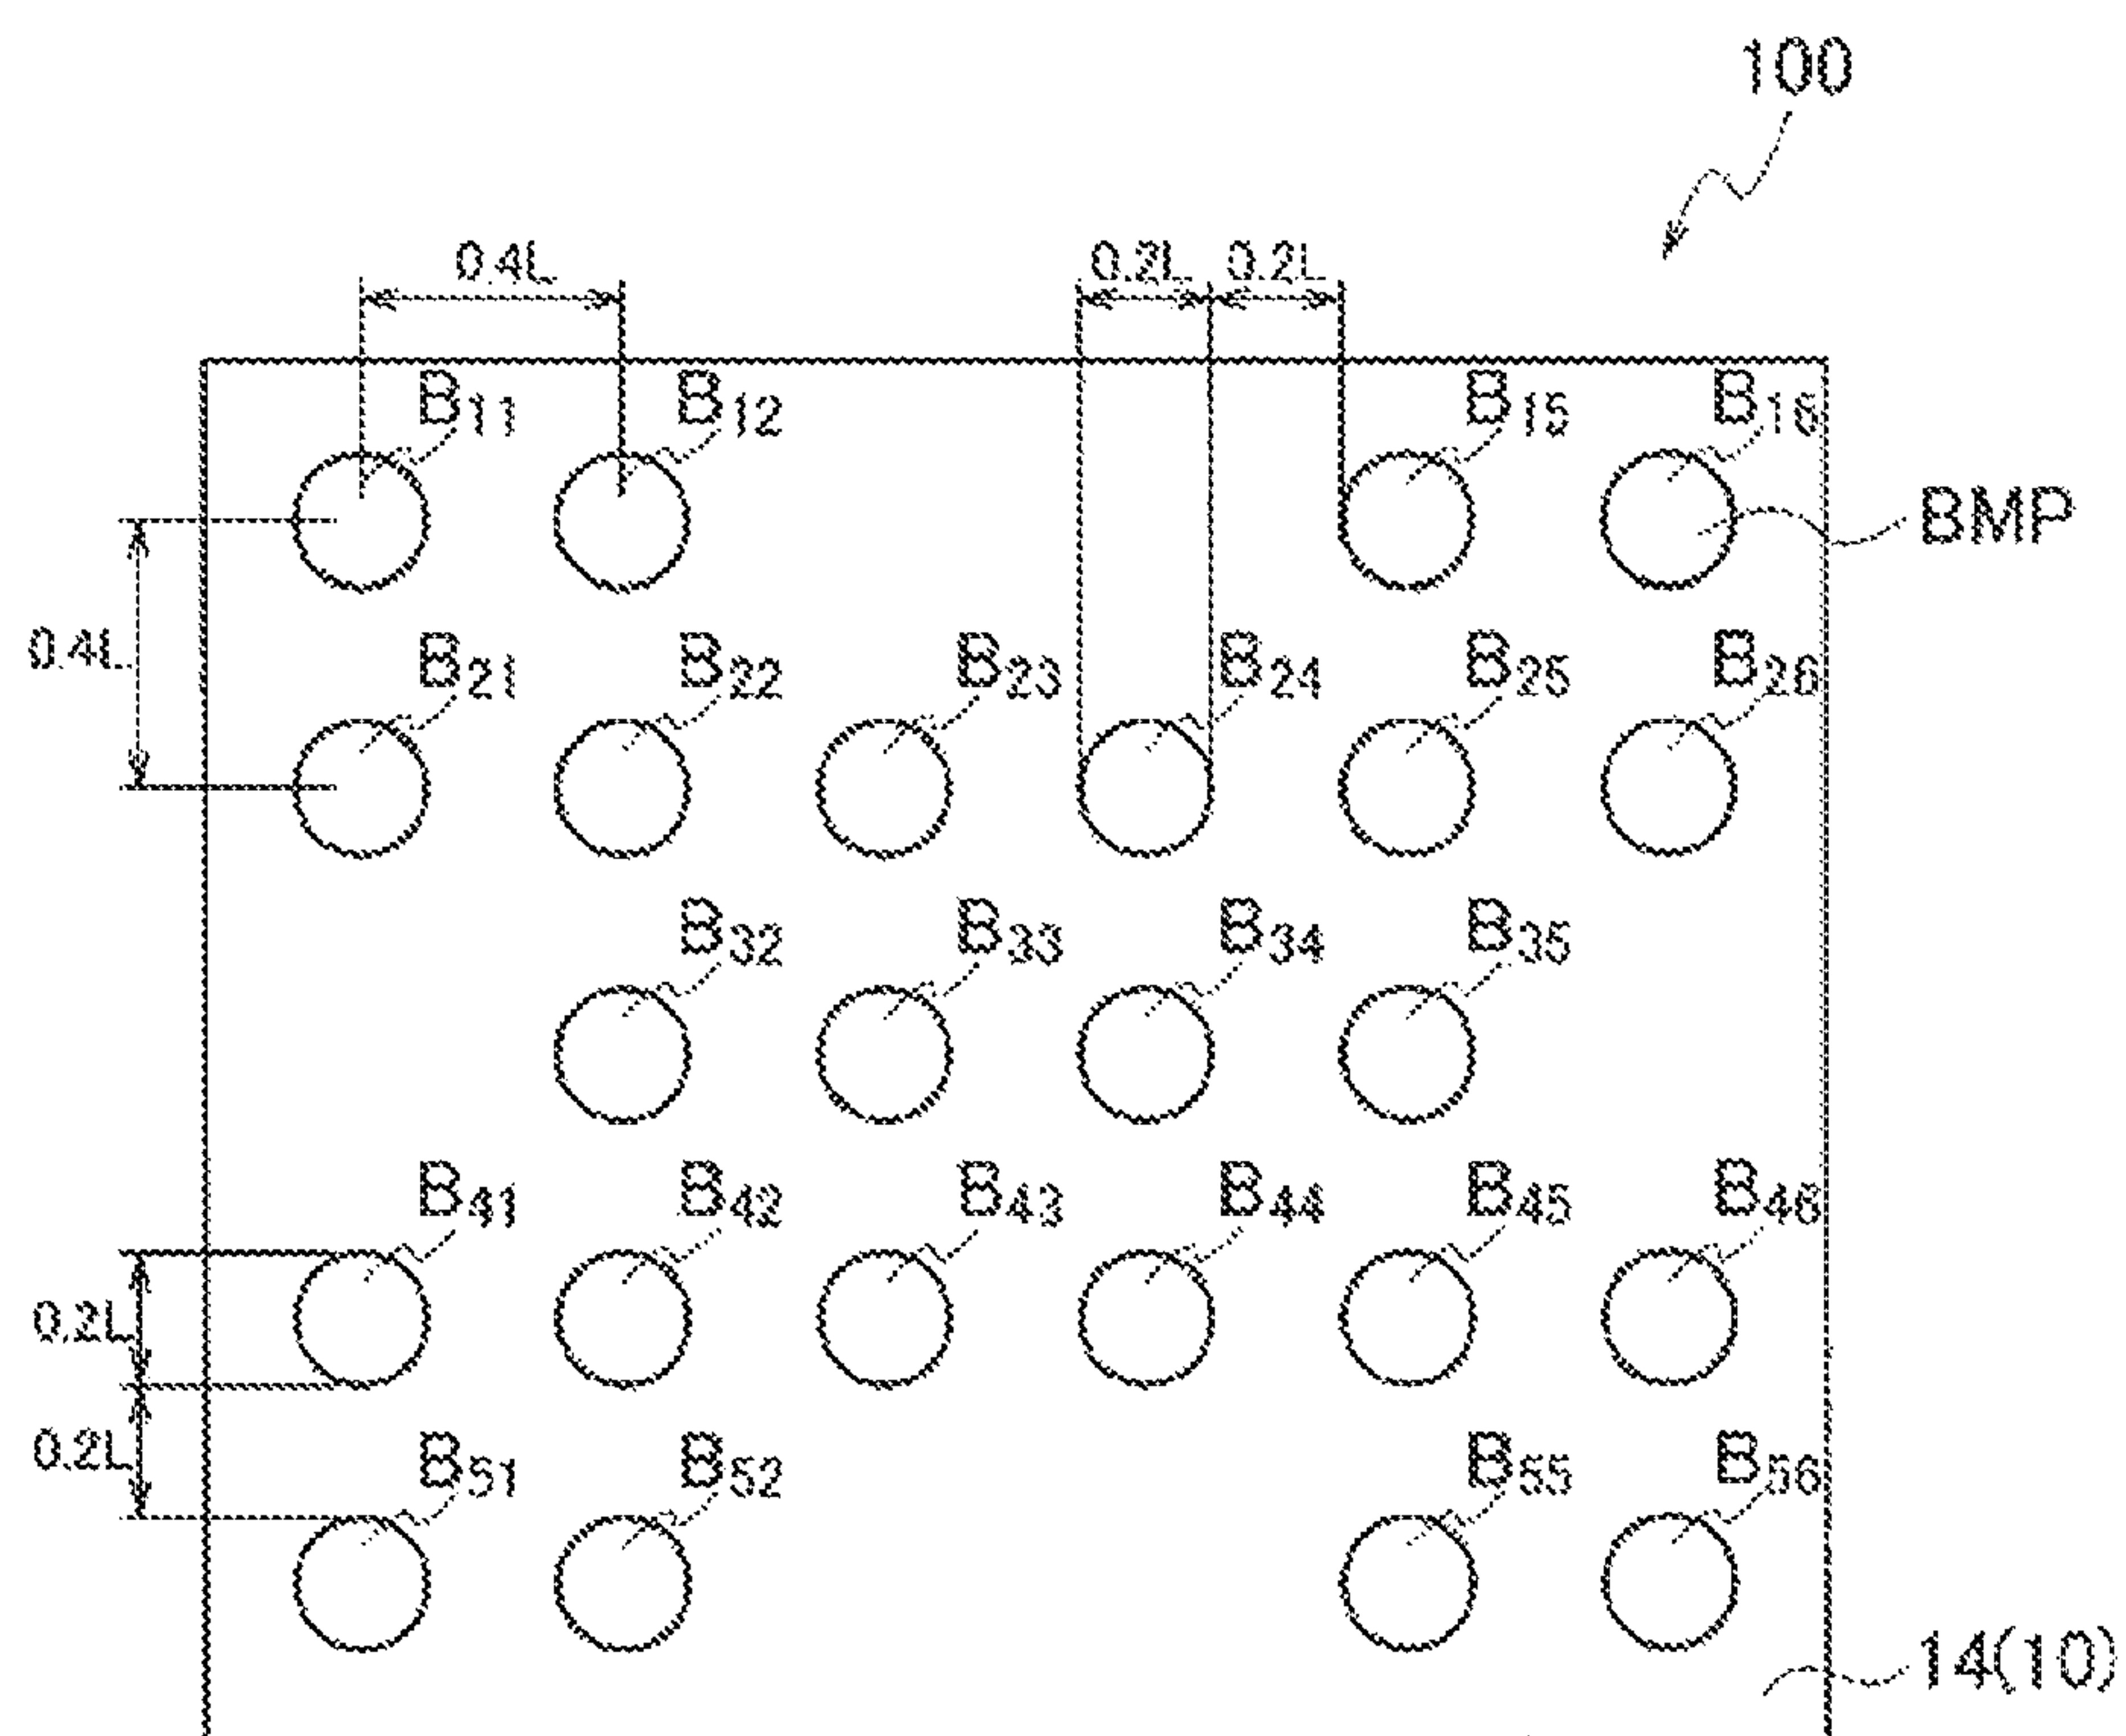 100
0.4L 0.2L 0.2L
B11 B12 B15 B16
BMP
0.4L
B21 B22 B23 B24 B25 B26
B32 B33 B34 B35
B41 B42 B43 B44 B45 B46
0.2L
0.2L
B51 B52 B55 B56
14(10)